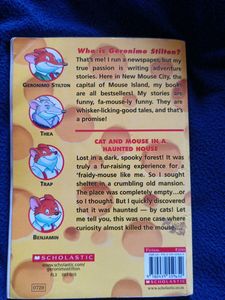 Who is Geronimo Stilton?
That's me! I run a newspaper, but my
true passion is writing adventure
stories. Here in New Mouse City, the
capital of Mouse Island, my books
are all bestsellers! My stories are
funny, fa-mouse-ly funny. They are
whisker-licking-good tales, and that's
a promise!
GERONIMO STILTON
THEA
TRAP
BENJAMIN
CAT AND MOUSE IN A
HAUNTED HOUSE
Lost in a dark, spooky forest! It was
truly a fur-raising experience for a
'fraidy-mouse like me. So I sought
shelter in a crumbling old mansion.
The place was completely empty...or
so I thought. But I quickly discovered
that it was haunted — by cats! Let
me tell you, this was one case where
curiosity almost killed the mouse!
SCHOLASTIC
www.scholastic.com/
geronimostilton
Fiction
SCHOLASTIC
www.scholastic.co.in